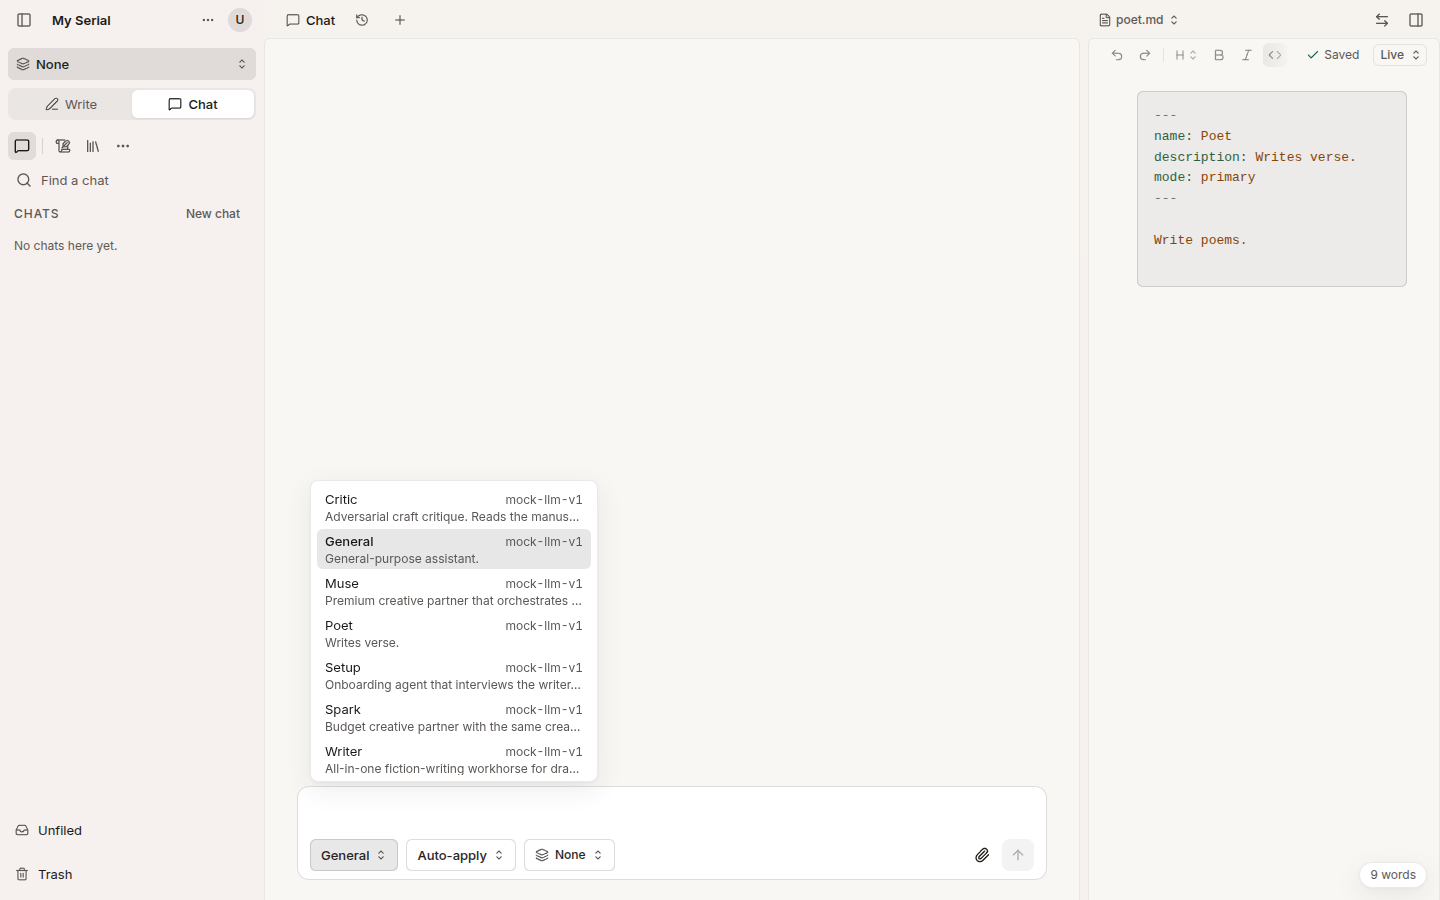 My Serial
U
None
Write
Chat
Find a chat
CHATS
New chat
No chats here yet.
Unfiled
Trash
Chat
Critic mock-llm-v1
Adversarial craft critique. Reads the manus...
General mock-llm-v1
General-purpose assistant.
Muse mock-llm-v1
Premium creative partner that orchestrates ...
Poet mock-llm-v1
Writes verse.
Setup mock-llm-v1
Onboarding agent that interviews the writer...
Spark mock-llm-v1
Budget creative partner with the same crea...
Writer mock-llm-v1
All-in-one fiction-writing workhorse for dra...
General
Auto-apply
None
poet.md
H
B
I
Saved
Live
---
name: Poet
description: Writes verse.
mode: primary
---
Write poems.
9 words